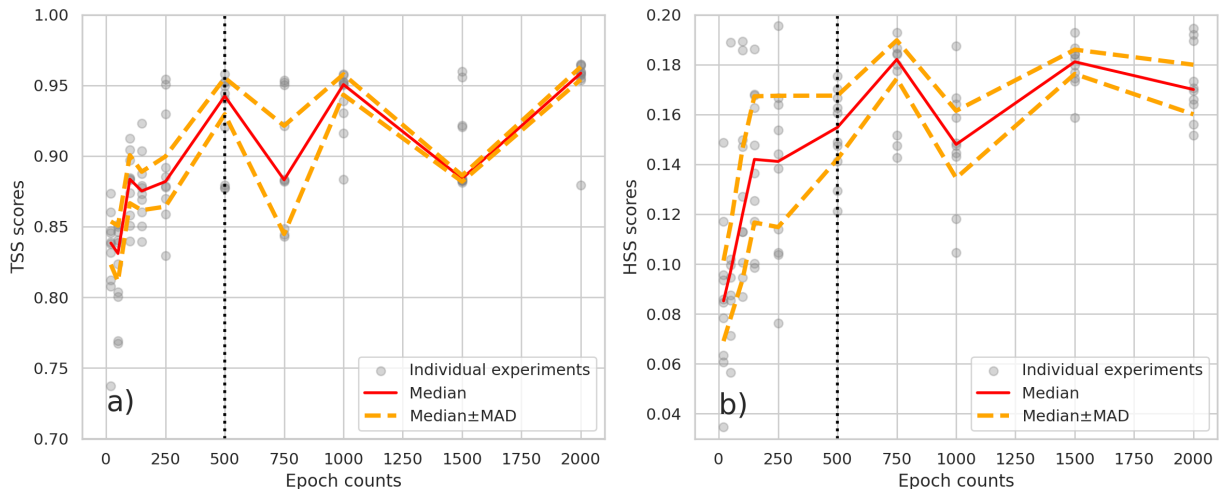 1.00
0.95
0.90
0.85
0.80
0.75
0.70
TSS scores
a)
Individual experiments
Median
Median±MAD
0 250 500 750 1000 1250 1500 1750 2000
Epoch counts
0.20
0.18
0.16
0.14
0.12
0.10
0.08
0.06
0.04
HSS scores
b)
Individual experiments
Median
Median±MAD
0 250 500 750 1000 1250 1500 1750 2000
Epoch counts